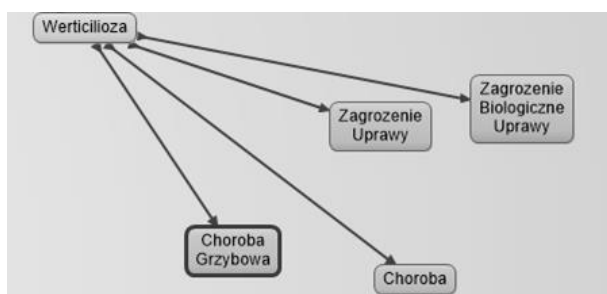 Werticilioza
Zagrozenie
Biologiczne
Uprawy
Zagrozenie
Uprawy
Choroba
Grzybowa
Choroba